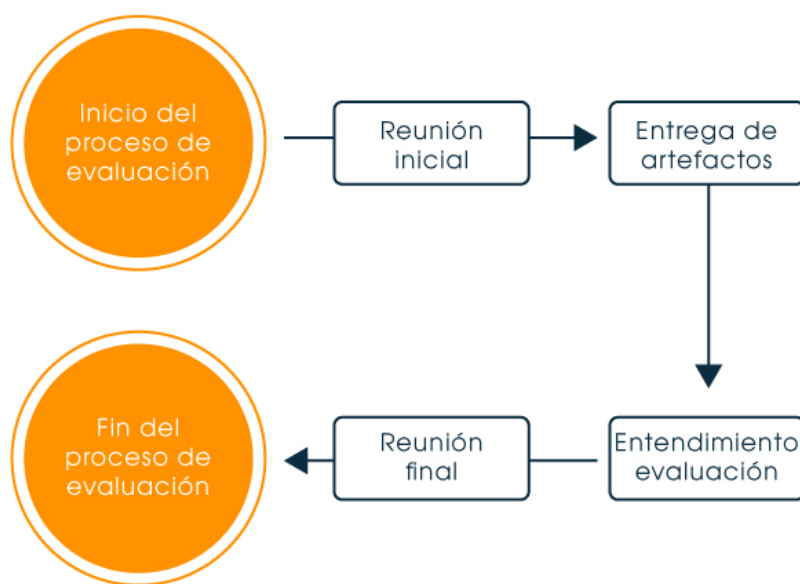 Inicio del
proceso de
evaluación
Reunión
inicial
Entrega de
artefactos
Entendimiento
evaluación
Reunión
final
Fin del
proceso de
evaluación